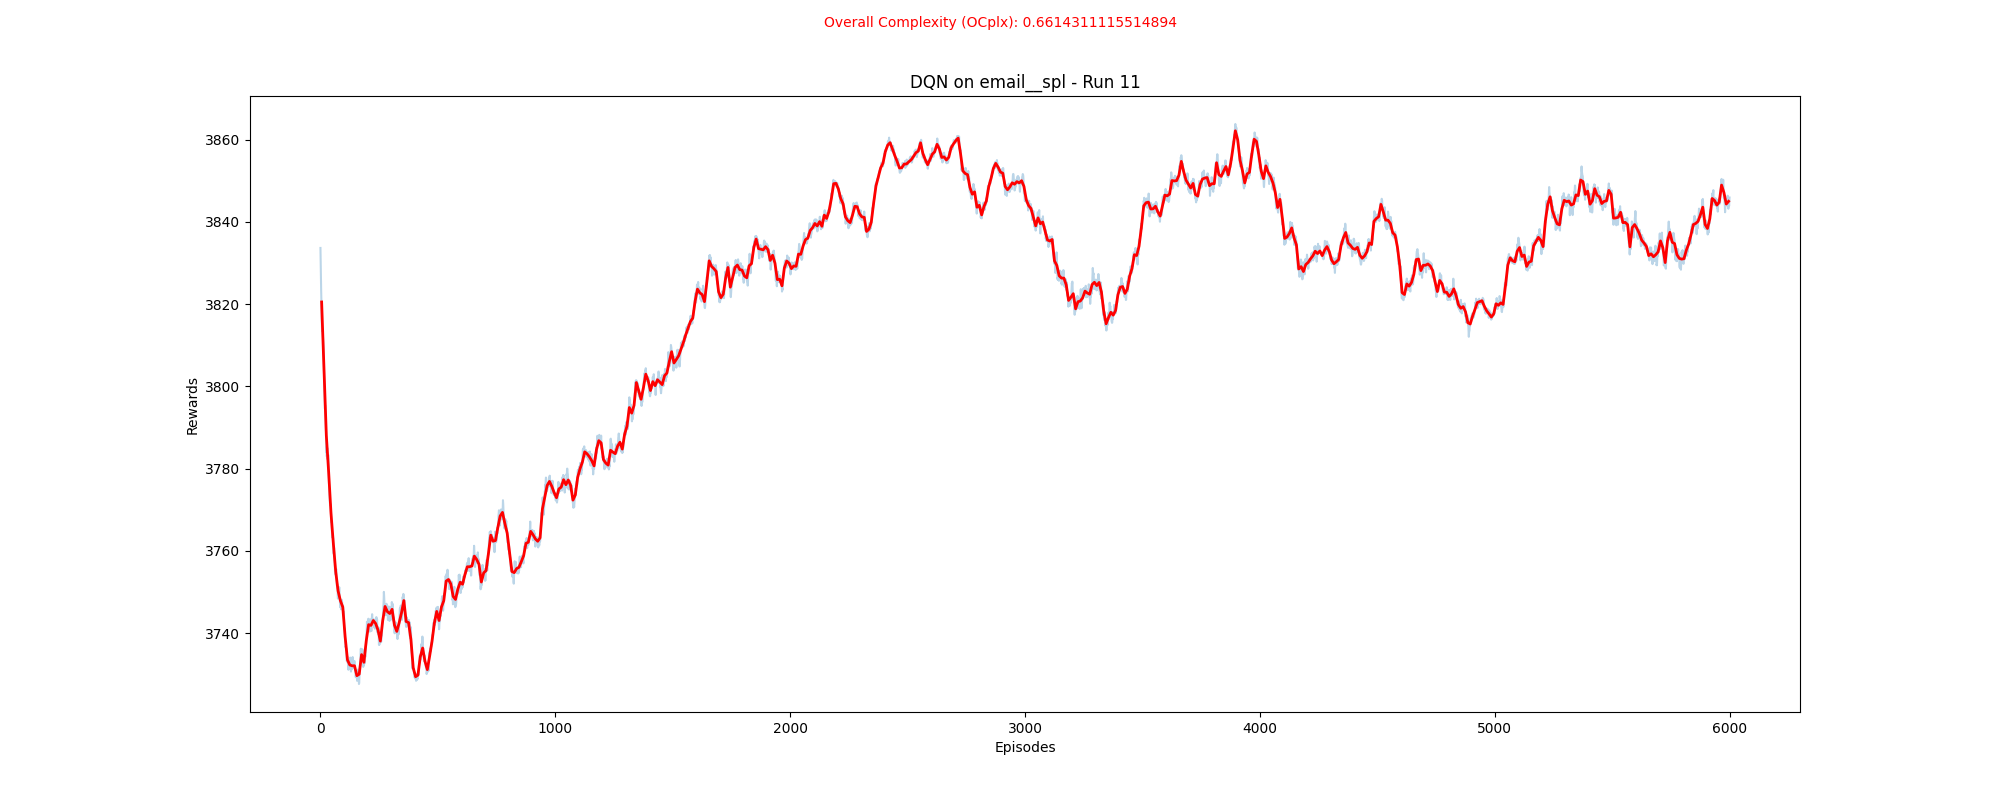 Overall Complexity (OCplx): 0.6614311115514894
DQN on email__spl - Run 11
3860
3840
3820
3800
3780
3760
3740
Rewards
0 1000 2000 3000 4000 5000 6000
Episodes